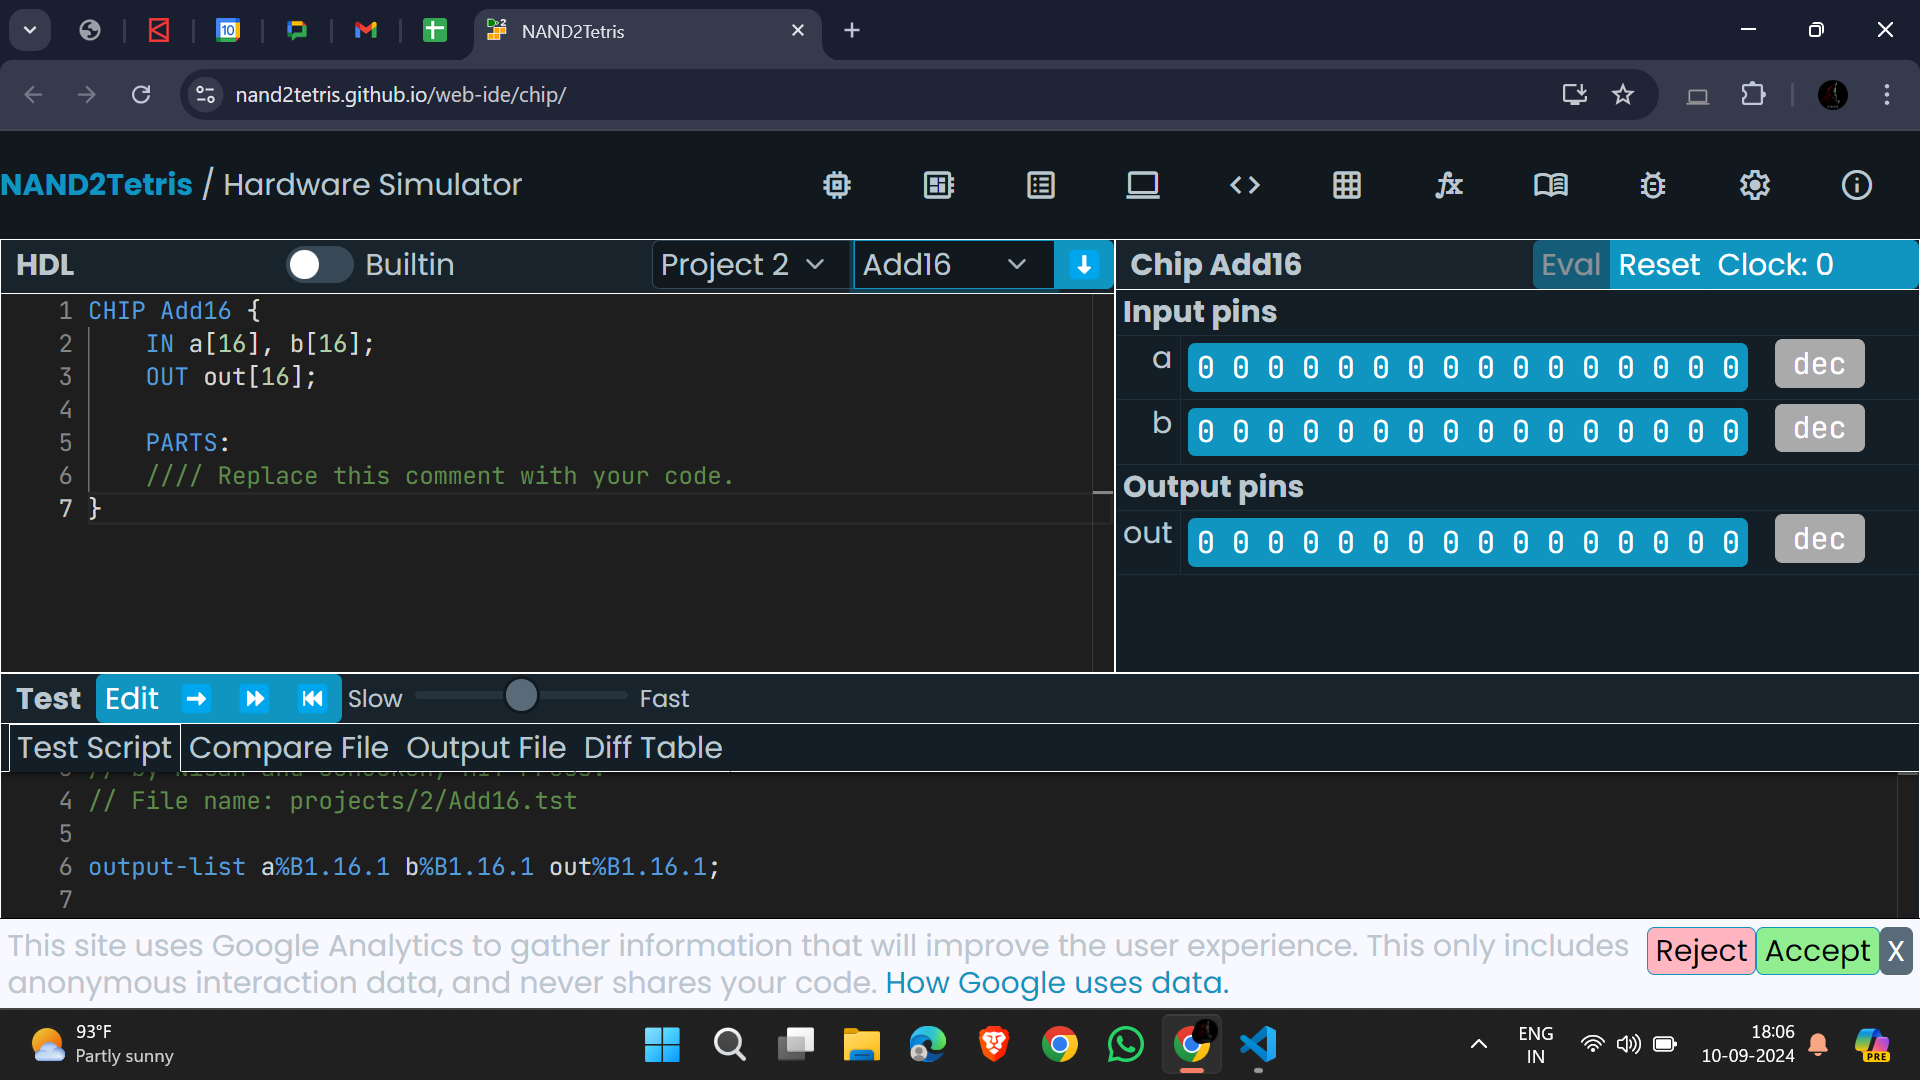 10
NAND2Tetris
nand2tetris.github.io/web-ide/chip/
NAND2Tetris / Hardware Simulator
HDL Builtin Project 2 Add16 Chip Add16 Eval Reset Clock: 0
1 CHIP Add16 {
2 IN a[16], b[16];
3 OUT out[16];
4
5 PARTS:
6 //// Replace this comment with your code.
7 }
Input pins
a 0 0 0 0 0 0 0 0 0 0 0 0 0 0 0 0 dec
b 0 0 0 0 0 0 0 0 0 0 0 0 0 0 0 0 dec
Output pins
out 0 0 0 0 0 0 0 0 0 0 0 0 0 0 0 0 dec
Test Edit Slow Fast
Test Script Compare File Output File Diff Table
4 // File name: projects/2/Add16.tst
5
6 output-list a%B1.16.1 b%B1.16.1 out%B1.16.1;
7
This site uses Google Analytics to gather information that will improve the user experience. This only includes
anonymous interaction data, and never shares your code. How Google uses data.
Reject Accept X
93°F
Partly sunny
ENG
IN
18:06
10-09-2024
PRE